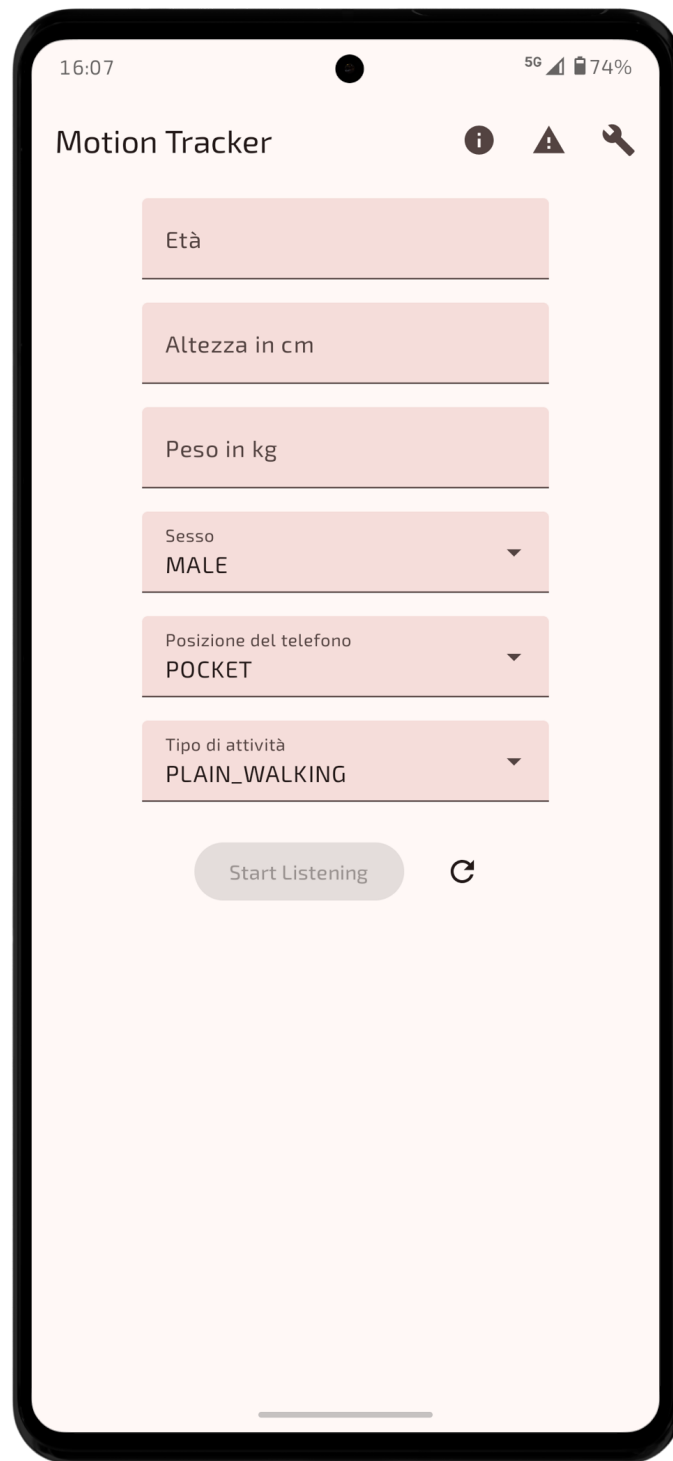 16:07
5G 74%
Motion Tracker
Età
Altezza in cm
Peso in kg
Sesso
MALE
Posizione del telefono
POCKET
Tipo di attività
PLAIN_WALKING
Start Listening